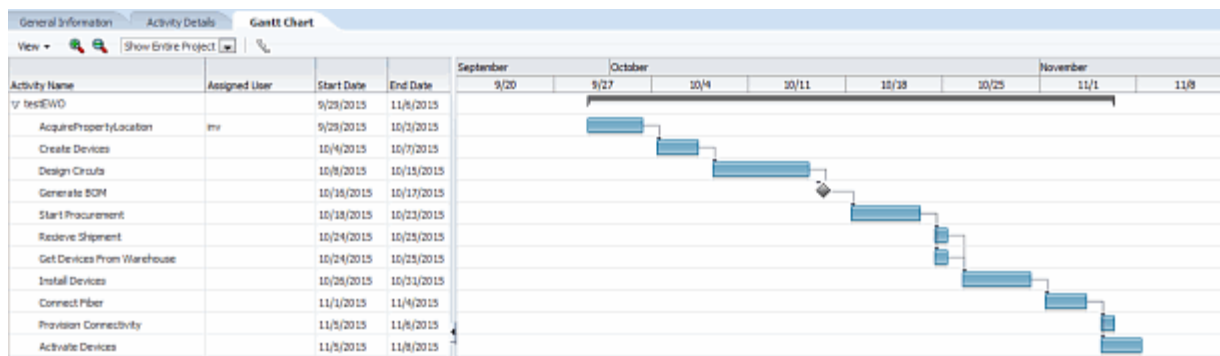 General Information Activity Details Gantt Chart
View Show Entire Project
September October November
Activity Name Assigned User Start Date End Date 9/20 9/27 10/4 10/11 10/18 10/25 11/1 11/8
testEWO 9/29/2015 11/6/2015
AcquirePropertyLocation inv 9/29/2015 10/3/2015
Create Devices 10/4/2015 10/7/2015
Design Circuts 10/8/2015 10/15/2015
Generate BOM 10/16/2015 10/17/2015
Start Procurement 10/18/2015 10/23/2015
Recieve Shipment 10/24/2015 10/25/2015
Get Devices From Warehouse 10/24/2015 10/25/2015
Install Devices 10/26/2015 10/31/2015
Connect Fiber 11/1/2015 11/4/2015
Provision Connectivity 11/5/2015 11/6/2015
Activate Devices 11/5/2015 11/8/2015